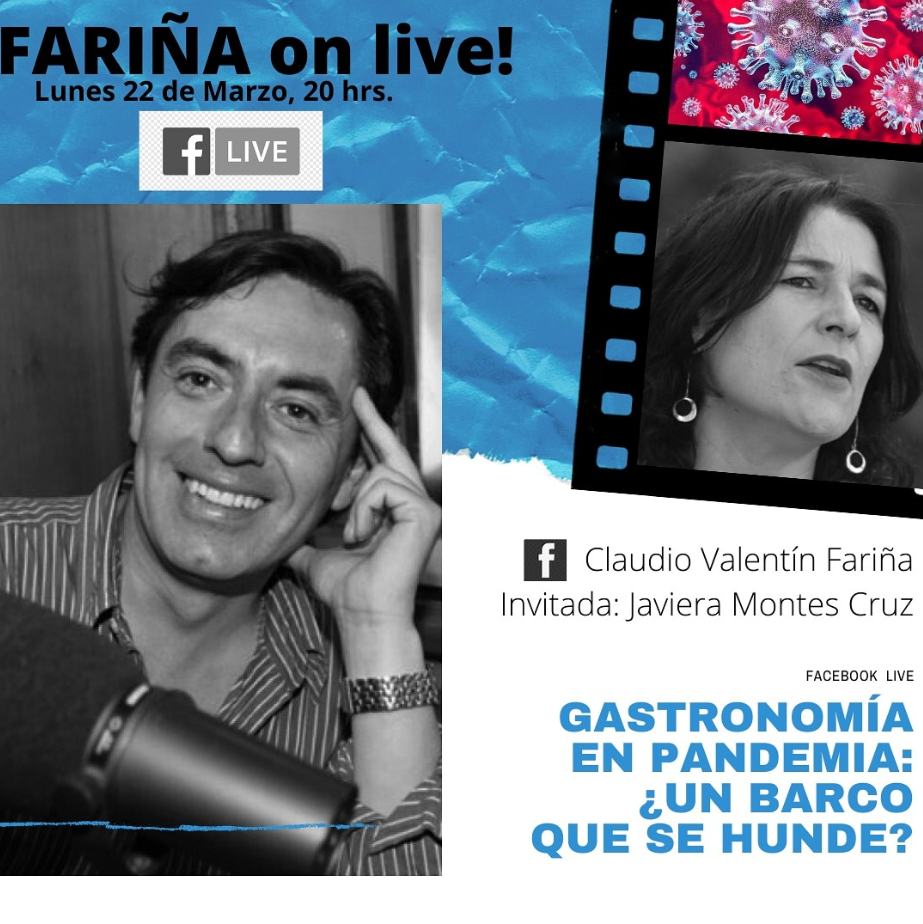 FARIÑA on live!
Lunes 22 de Marzo, 20 hrs.
f LIVE
f Claudio Valentín Fariña
Invitada: Javiera Montes Cruz
FACEBOOK LIVE
GASTRONOMÍA
EN PANDEMIA:
¿UN BARCO
QUE SE HUNDE?